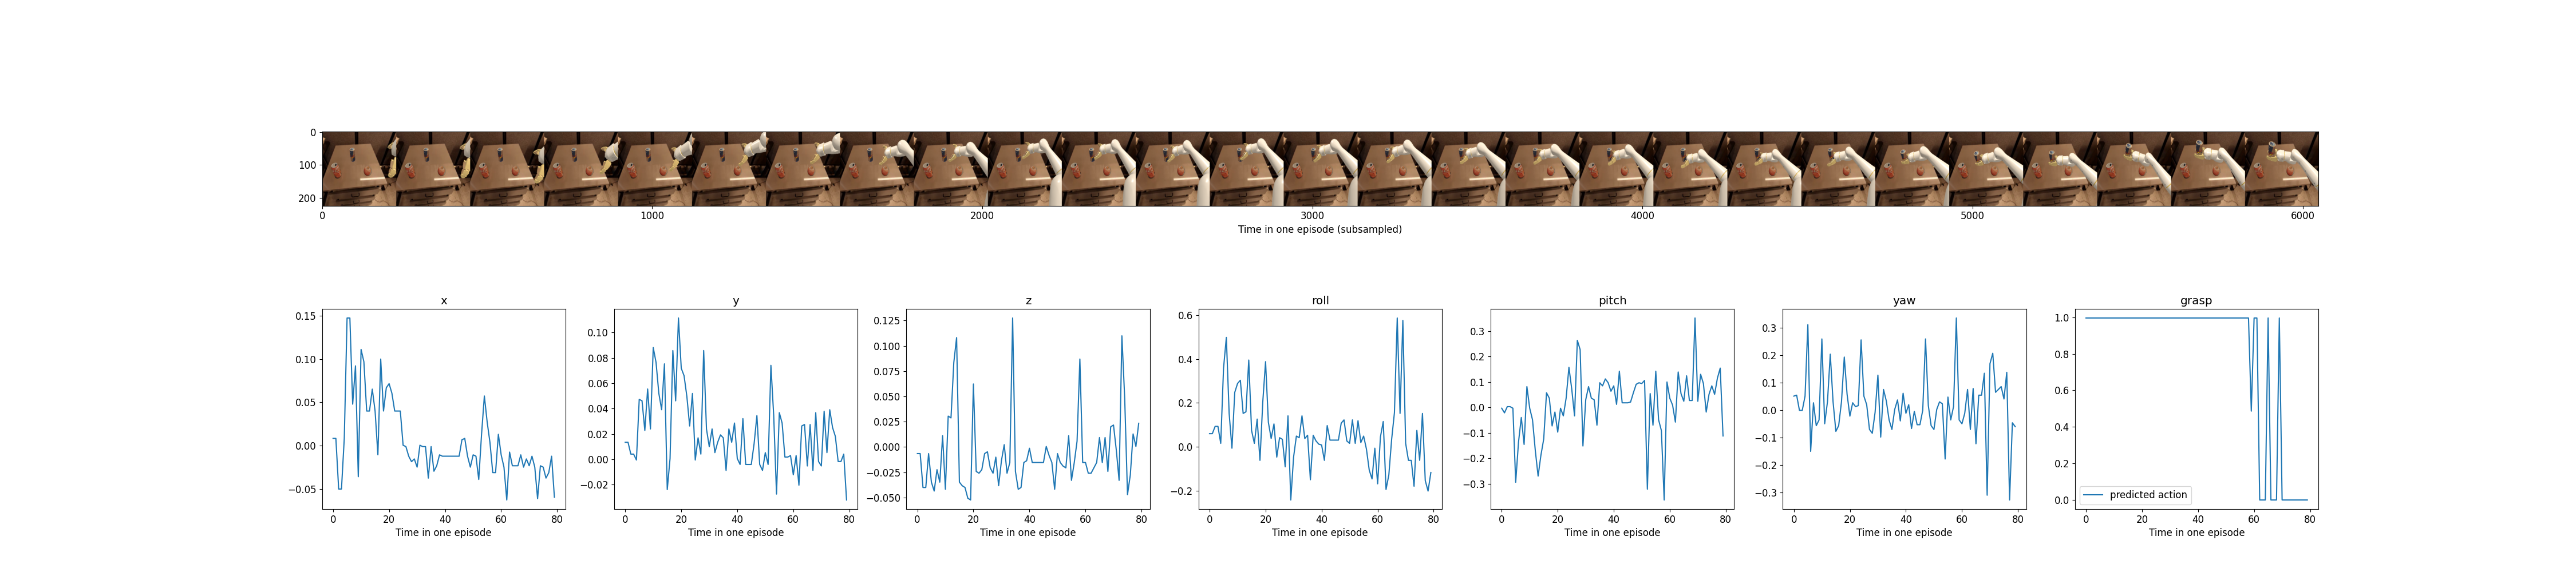 0
100
200
0 1000 2000 3000 4000 5000 6000
Time in one episode (subsampled)
x
0.15
0.10
0.05
0.00
−0.05
0 20 40 60 80
Time in one episode
y
0.10
0.08
0.06
0.04
0.02
0.00
−0.02
0 20 40 60 80
Time in one episode
z
0.125
0.100
0.075
0.050
0.025
0.000
−0.025
−0.050
0 20 40 60 80
Time in one episode
roll
0.6
0.4
0.2
0.0
−0.2
0 20 40 60 80
Time in one episode
pitch
0.3
0.2
0.1
0.0
−0.1
−0.2
−0.3
0 20 40 60 80
Time in one episode
yaw
0.3
0.2
0.1
0.0
−0.1
−0.2
−0.3
0 20 40 60 80
Time in one episode
grasp
1.0
0.8
0.6
0.4
0.2
0.0
predicted action
0 20 40 60 80
Time in one episode